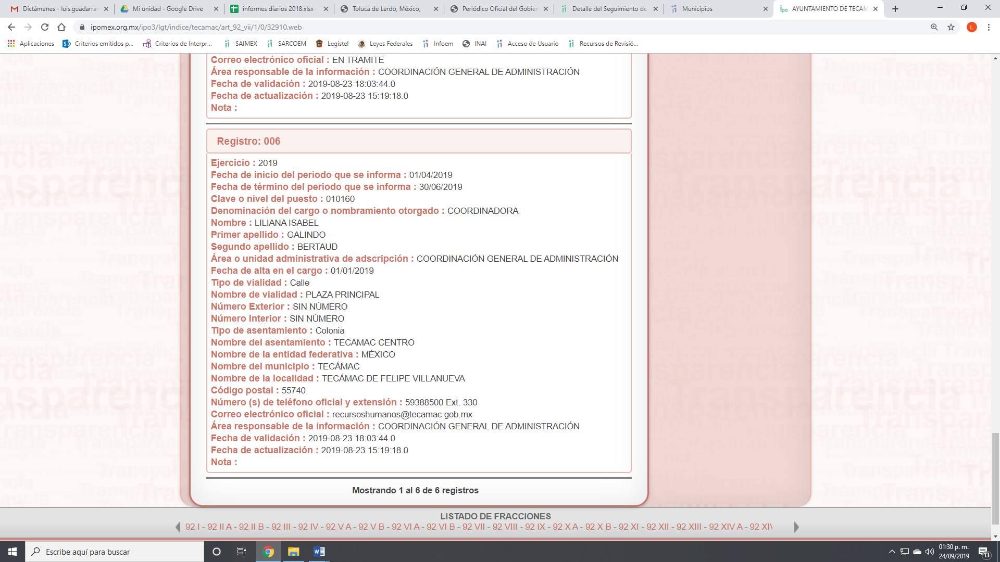 Dictámenes - luis.guadarran
Mi unidad - Google Drive
informes diarios 2018.xlsx -
Toluca de Lerdo, México,
Periódico Oficial del Gobier
Detalle del Seguimiento de
Municipios
AYUNTAMIENTO DE TECAM
ipomex.org.mx/ipo3/lgt/indice/tecamac/art_92_vii/1/0/32910.web
L
Aplicaciones
Criterios emitidos p...
Criterios de Interpr...
SAIMEX
SARCOEM
Legistel
Leyes Federales
Infoem
INAI
Acceso de Usuario
Recursos de Revisió...
Correo electrónico oficial : EN TRAMITE
Área responsable de la información : COORDINACIÓN GENERAL DE ADMINISTRACIÓN
Fecha de validación : 2019-08-23 18:03:44.0
Fecha de actualización : 2019-08-23 15:19:18.0
Nota :
Registro: 006
Ejercicio : 2019
Fecha de inicio del periodo que se informa : 01/04/2019
Fecha de término del periodo que se informa : 30/06/2019
Clave o nivel del puesto : 010160
Denominación del cargo o nombramiento otorgado : COORDINADORA
Nombre : LILIANA ISABEL
Primer apellido : GALINDO
Segundo apellido : BERTAUD
Área o unidad administrativa de adscripción : COORDINACIÓN GENERAL DE ADMINISTRACIÓN
Fecha de alta en el cargo : 01/01/2019
Tipo de vialidad : Calle
Nombre de vialidad : PLAZA PRINCIPAL
Número Exterior : SIN NÚMERO
Número Interior : SIN NÚMERO
Tipo de asentamiento : Colonia
Nombre del asentamiento : TECAMAC CENTRO
Nombre de la entidad federativa : MÉXICO
Nombre del municipio : TECÁMAC
Nombre de la localidad : TECÁMAC DE FELIPE VILLANUEVA
Código postal : 55740
Número (s) de teléfono oficial y extensión : 59388500 Ext. 330
Correo electrónico oficial : recursoshumanos@tecamac.gob.mx
Área responsable de la información : COORDINACIÓN GENERAL DE ADMINISTRACIÓN
Fecha de validación : 2019-08-23 18:03:44.0
Fecha de actualización : 2019-08-23 15:19:18.0
Nota :
Mostrando 1 al 6 de 6 registros
LISTADO DE FRACCIONES
92 I - 92 II A - 92 II B - 92 III - 92 IV - 92 V A - 92 V B - 92 VI A - 92 VI B - 92 VII - 92 VIII - 92 IX - 92 X A - 92 X B - 92 XI - 92 XII - 92 XIII - 92 XIV A - 92 XIV
Escribe aquí para buscar
01:30 p. m.
24/09/2019
13